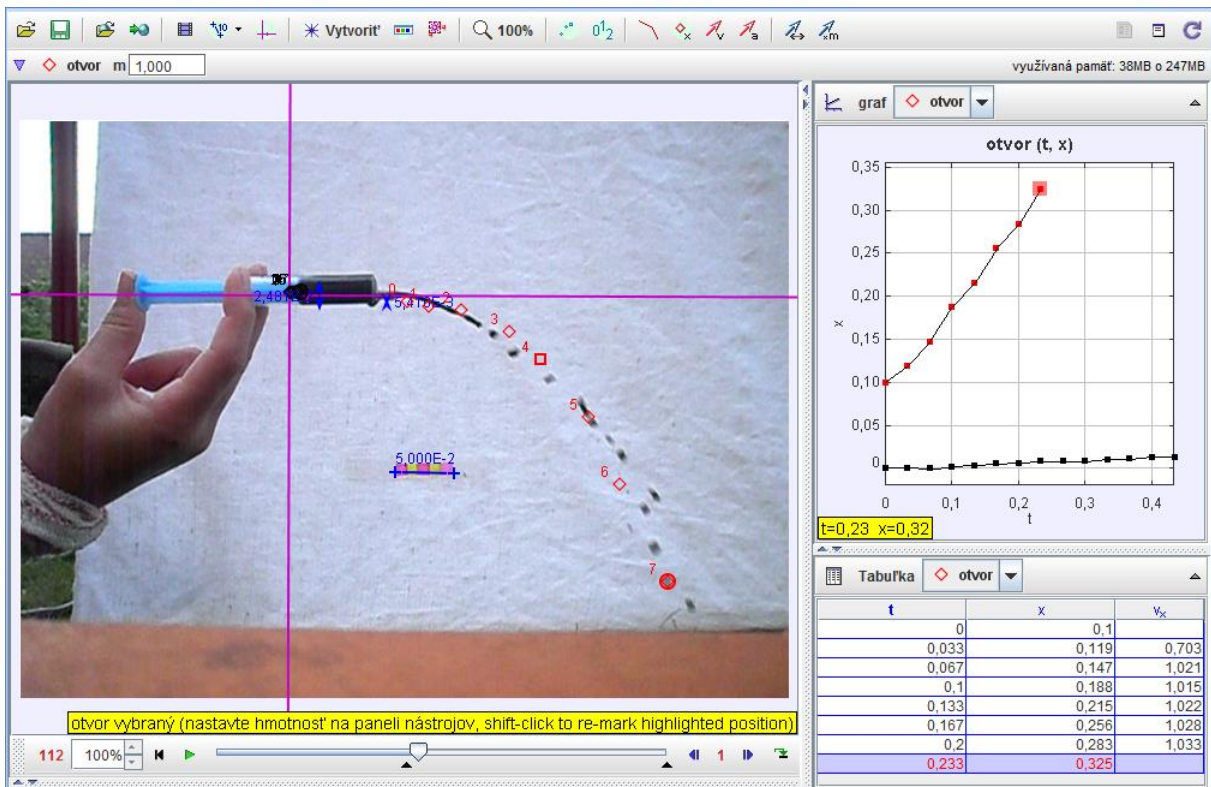 100%
Vytvoriť
otvor m 1,000
využívaná pamäť: 38MB o 247MB
0
1
2
3
4
5
6
7
5,000E-2
otvor vybraný (nastavte hmotnosť na paneli nástrojov, shift-click to re-mark highlighted position)
112 100% 1
graf otvor
otvor (t, x)
0,35
0,30
0,25
0,20
0,15
0,10
0,05
0
x
0 0,1 0,2 0,3 0,4
t
t=0,23 x=0,32
Tabuľka otvor
t x vx
0 0,1
0,033 0,119 0,703
0,067 0,147 1,021
0,1 0,188 1,015
0,133 0,215 1,022
0,167 0,256 1,028
0,2 0,283 1,033
0,233 0,325